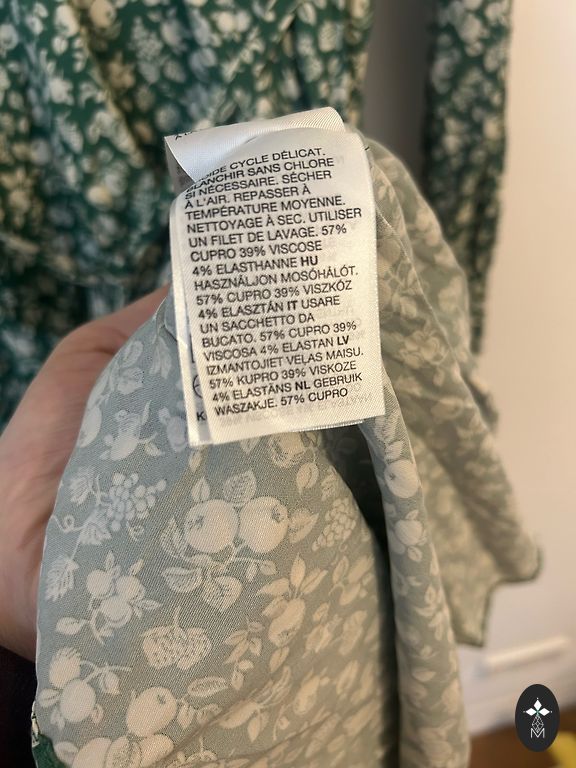 CYCLE DÉLICAT.
BLANCHIR SANS CHLORE
SI NÉCESSAIRE. SÉCHER
À L'AIR. REPASSER À
TEMPÉRATURE MOYENNE.
NETTOYAGE À SEC. UTILISER
UN FILET DE LAVAGE. 57%
CUPRO 39% VISCOSE
4% ELASTHANNE HU
HASZNÁLJON MOSÓHÁLÓT.
57% CUPRO 39% VISZKÓZ
4% ELASZTÁN IT USARE
UN SACCHETTO DA
BUCATO. 57% CUPRO 39%
VISCOSA 4% ELASTAN LV
IZMANTOJIET VEĻAS MAISU.
57% KUPRO 39% VISKOZE
4% ELASTĀNS NL GEBRUIK
WASZAKJE. 57% CUPRO